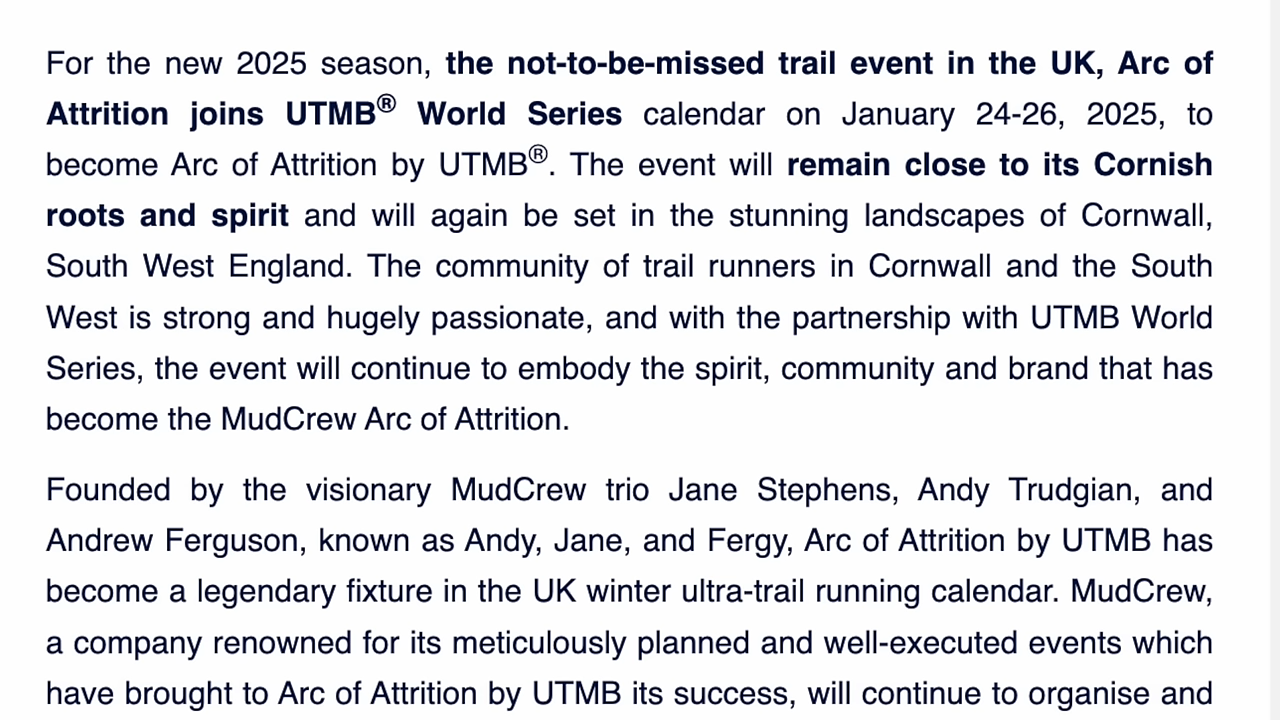 For the new 2025 season, the not-to-be-missed trail event in the UK, Arc of
Attrition joins UTMB® World Series calendar on January 24-26, 2025, to
become Arc of Attrition by UTMB®. The event will remain close to its Cornish
roots and spirit and will again be set in the stunning landscapes of Cornwall,
South West England. The community of trail runners in Cornwall and the South
West is strong and hugely passionate, and with the partnership with UTMB World
Series, the event will continue to embody the spirit, community and brand that has
become the MudCrew Arc of Attrition.
Founded by the visionary MudCrew trio Jane Stephens, Andy Trudgian, and
Andrew Ferguson, known as Andy, Jane, and Fergy, Arc of Attrition by UTMB has
become a legendary fixture in the UK winter ultra-trail running calendar. MudCrew,
a company renowned for its meticulously planned and well-executed events which
have brought to Arc of Attrition by UTMB its success, will continue to organise and